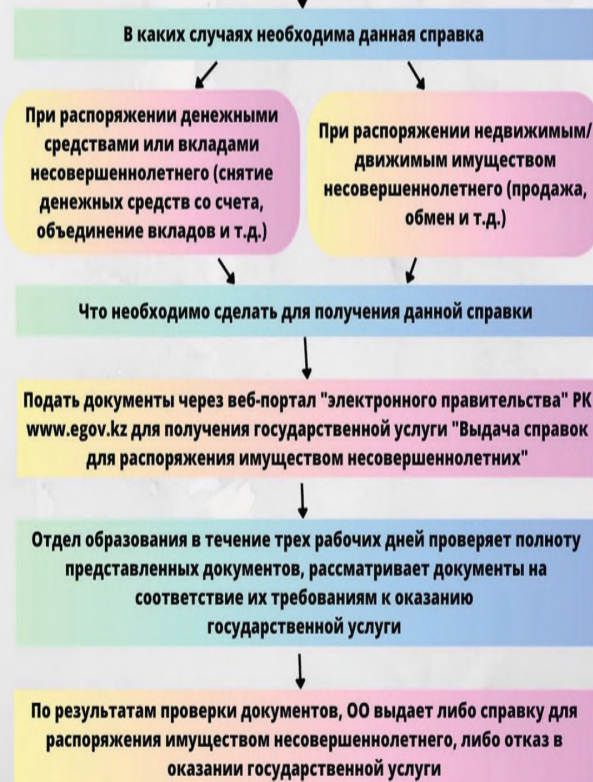 В каких случаях необходима данная справка
При распоряжении денежными
средствами или вкладами
несовершеннолетнего (снятие
денежных средств со счета,
объединение вкладов и т.д.)
При распоряжении недвижимым/
движимым имуществом
несовершеннолетнего (продажа,
обмен и т.д.)
Что необходимо сделать для получения данной справки
Подать документы через веб-портал "электронного правительства" РК
www.egov.kz для получения государственной услуги "Выдача справок
для распоряжения имуществом несовершеннолетних"
Отдел образования в течение трех рабочих дней проверяет полноту
представленных документов, рассматривает документы на
соответствие их требованиям к оказанию
государственной услуги
По результатам проверки документов, ОО выдает либо справку для
распоряжения имуществом несовершеннолетнего, либо отказ в
оказании государственной услуги